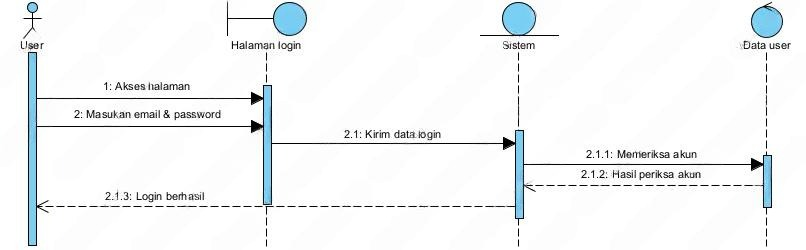 User
Halaman login
Sistem
Data user
1: Akses halaman
2: Masukan email & password
2.1: Kirim data login
2.1.1: Memeriksa akun
2.1.2: Hasil periksa akun
2.1.3: Login berhasil